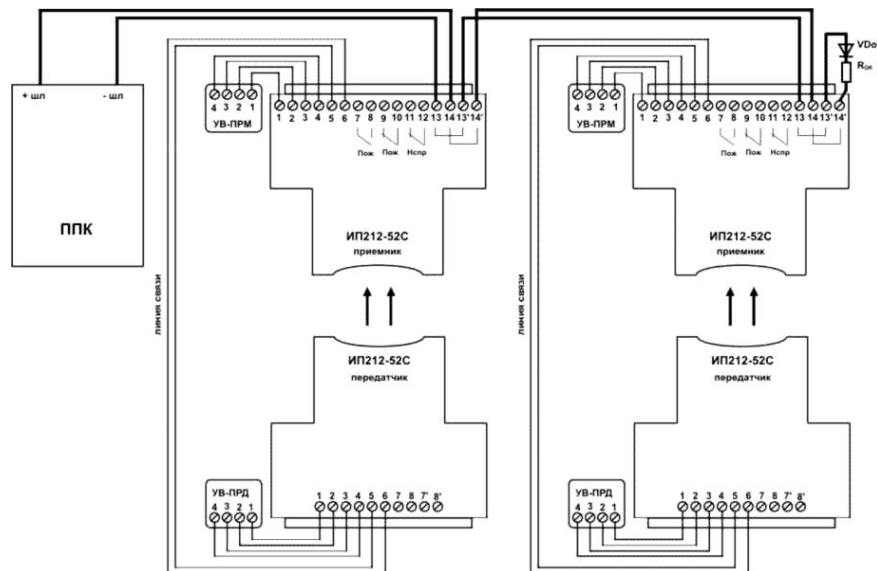 + шл - шл
ППК
УВ-ПРМ
4 3 2 1
1 2 3 4 5 6 7 8 9 10 11 12 13 14 13' 14'
Пож Пож Нспр
ИП212-52С
приемник
линия связи
ИП212-52С
передатчик
УВ-ПРД
4 3 2 1
1 2 3 4 5 6 7 8 7' 8'
УВ-ПРМ
4 3 2 1
1 2 3 4 5 6 7 8 9 10 11 12 13 14 13' 14'
Пож Пож Нспр
VDо
Rок
ИП212-52С
приемник
линия связи
ИП212-52С
передатчик
УВ-ПРД
4 3 2 1
1 2 3 4 5 6 7 8 7' 8'